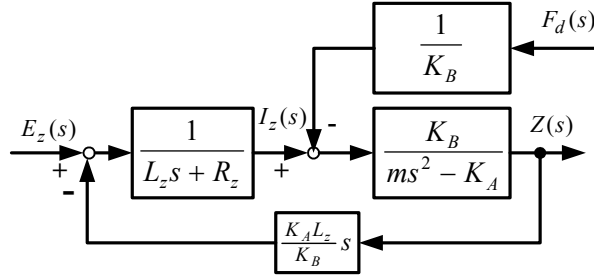 F_d(s)
1
K_B
-
E_z(s)
+
-
1
L_z s + R_z
I_z(s)
+
K_B
ms^2 − K_A
Z(s)
K_A L_z
K_B
s